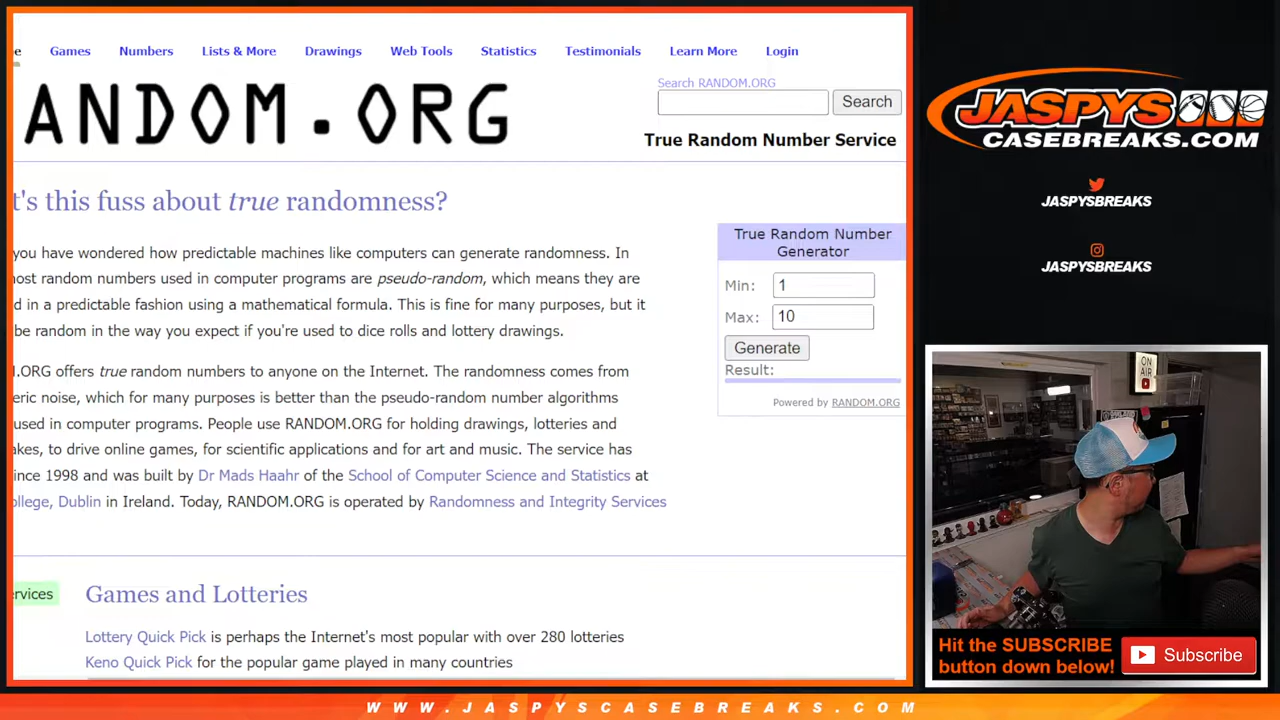 e Games Numbers Lists & More Drawings Web Tools Statistics Testimonials Learn More Login
Search RANDOM.ORG
Search
ANDOM.ORG
True Random Number Service
t's this fuss about true randomness?
you have wondered how predictable machines like computers can generate randomness. In
ost random numbers used in computer programs are pseudo-random, which means they are
d in a predictable fashion using a mathematical formula. This is fine for many purposes, but it
be random in the way you expect if you're used to dice rolls and lottery drawings.
M.ORG offers true random numbers to anyone on the Internet. The randomness comes from
eric noise, which for many purposes is better than the pseudo-random number algorithms
used in computer programs. People use RANDOM.ORG for holding drawings, lotteries and
akes, to drive online games, for scientific applications and for art and music. The service has
ince 1998 and was built by Dr Mads Haahr of the School of Computer Science and Statistics at
ollege, Dublin in Ireland. Today, RANDOM.ORG is operated by Randomness and Integrity Services
True Random Number
Generator
Min: 1
Max: 10
Generate
Result:
Powered by RANDOM.ORG
ervices
Games and Lotteries
Lottery Quick Pick is perhaps the Internet's most popular with over 280 lotteries
Keno Quick Pick for the popular game played in many countries
JASPYS
CASEBREAKS.COM
JASPYSBREAKS
JASPYSBREAKS
ON
AIR
Hit the SUBSCRIBE
button down below!
Subscribe
WWW.JASPYSCASEBREAKS.COM